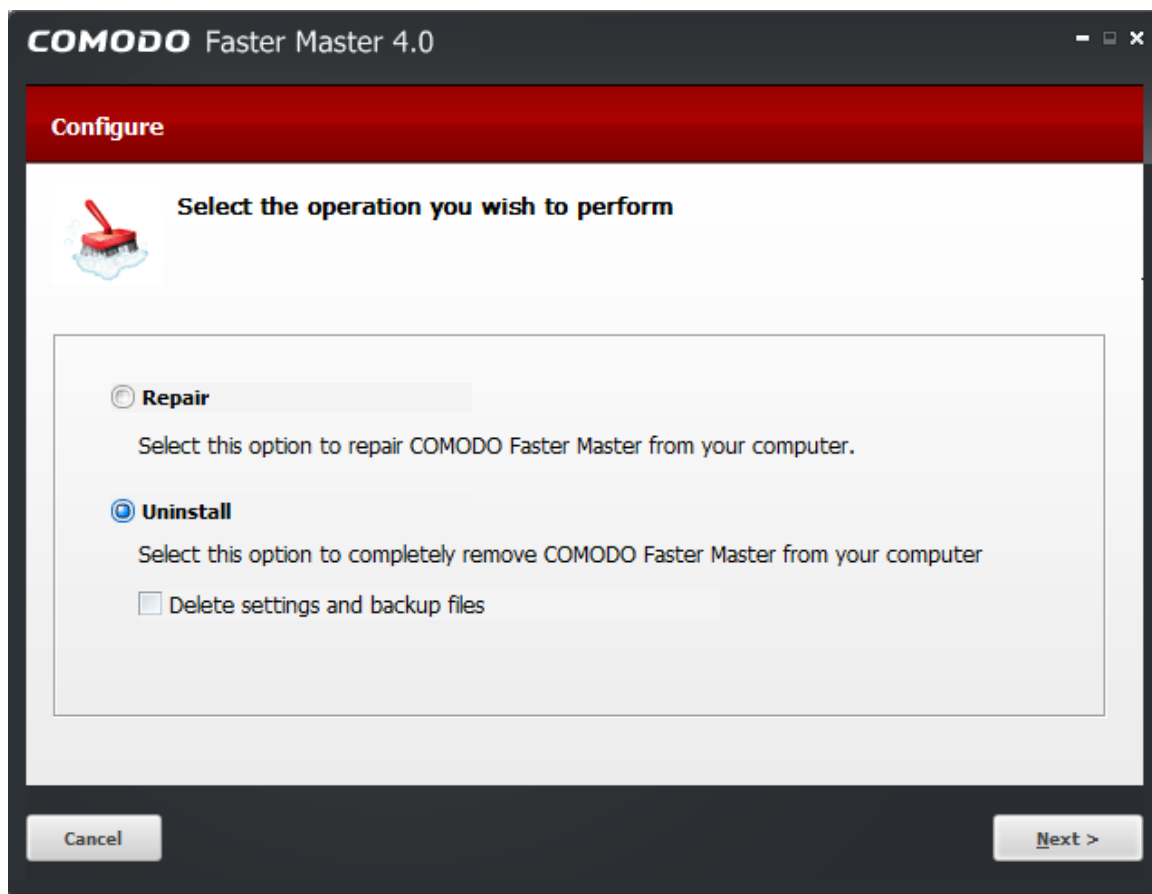 COMODO Faster Master 4.0
Configure
Select the operation you wish to perform
Repair
Select this option to repair COMODO Faster Master from your computer.
Uninstall
Select this option to completely remove COMODO Faster Master from your computer
Delete settings and backup files
Cancel
Next >